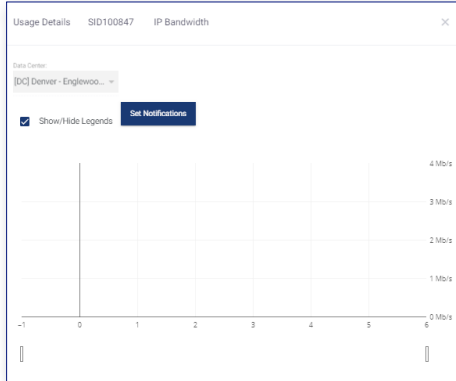 Usage Details SID100847 IP Bandwidth
Data Center
[DC] Denver - Englewoo...
Show/Hide Legends Set Notifications
4 Mb/s
3 Mb/s
2 Mb/s
1 Mb/s
0 Mb/s
-1 0 1 2 3 4 5 6